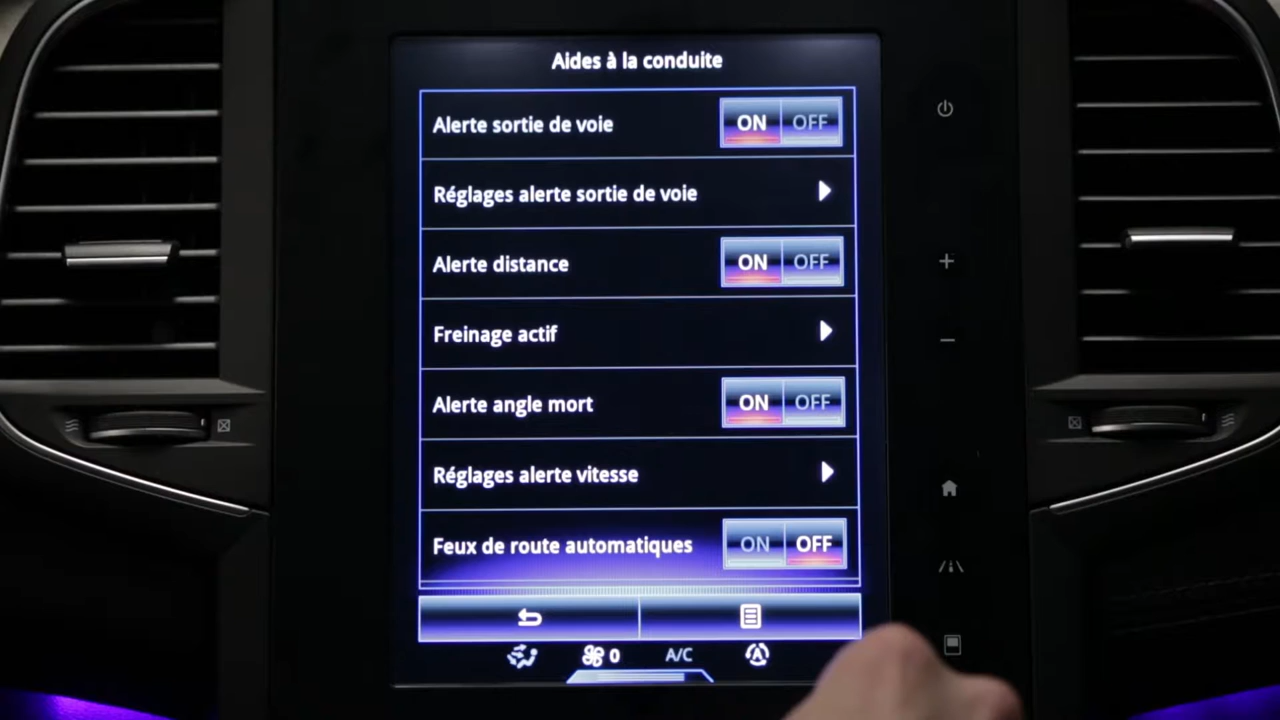 Aides à la conduite
Alerte sortie de voie ON OFF
Réglages alerte sortie de voie
Alerte distance ON OFF
Freinage actif
Alerte angle mort ON OFF
Réglages alerte vitesse
Feux de route automatiques ON OFF
0 A/C